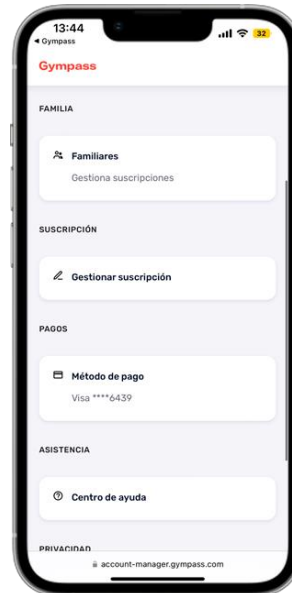 13:44
32
Gympass
Gympass
FAMILIA
Familiares
Gestiona suscripciones
SUSCRIPCIÓN
Gestionar suscripción
PAGOS
Método de pago
Visa ****6439
ASISTENCIA
Centro de ayuda
PRIVACIDAD
account-manager.gympass.com